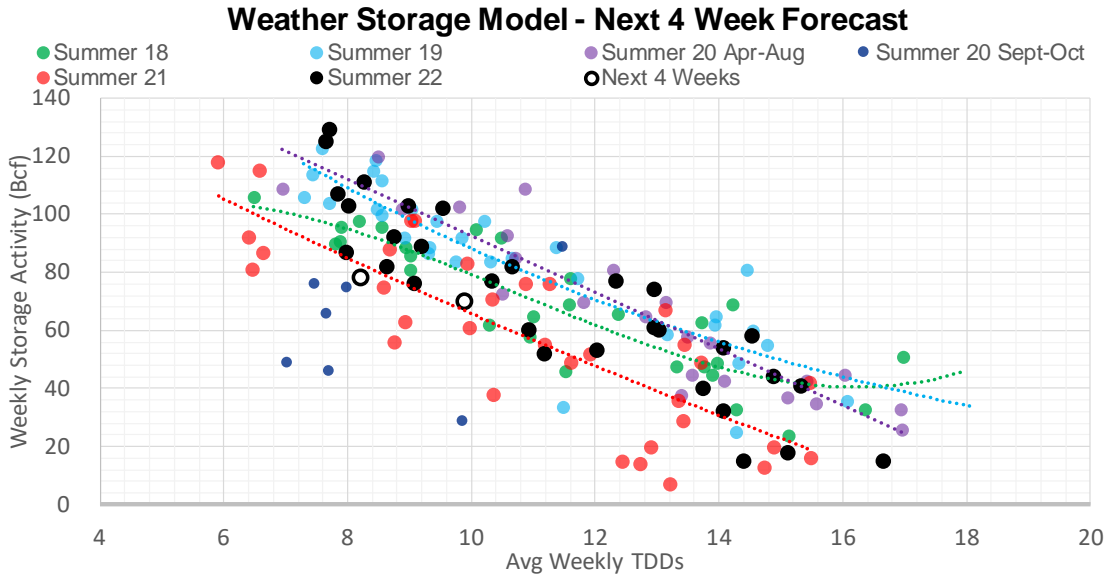 Weather Storage Model - Next 4 Week Forecast
Summer 18 Summer 19 Summer 20 Apr-Aug Summer 20 Sept-Oct
Summer 21 Summer 22 Next 4 Weeks
Weekly Storage Activity (Bcf)
140
120
100
80
60
40
20
0
4 6 8 10 12 14 16 18 20
Avg Weekly TDDs